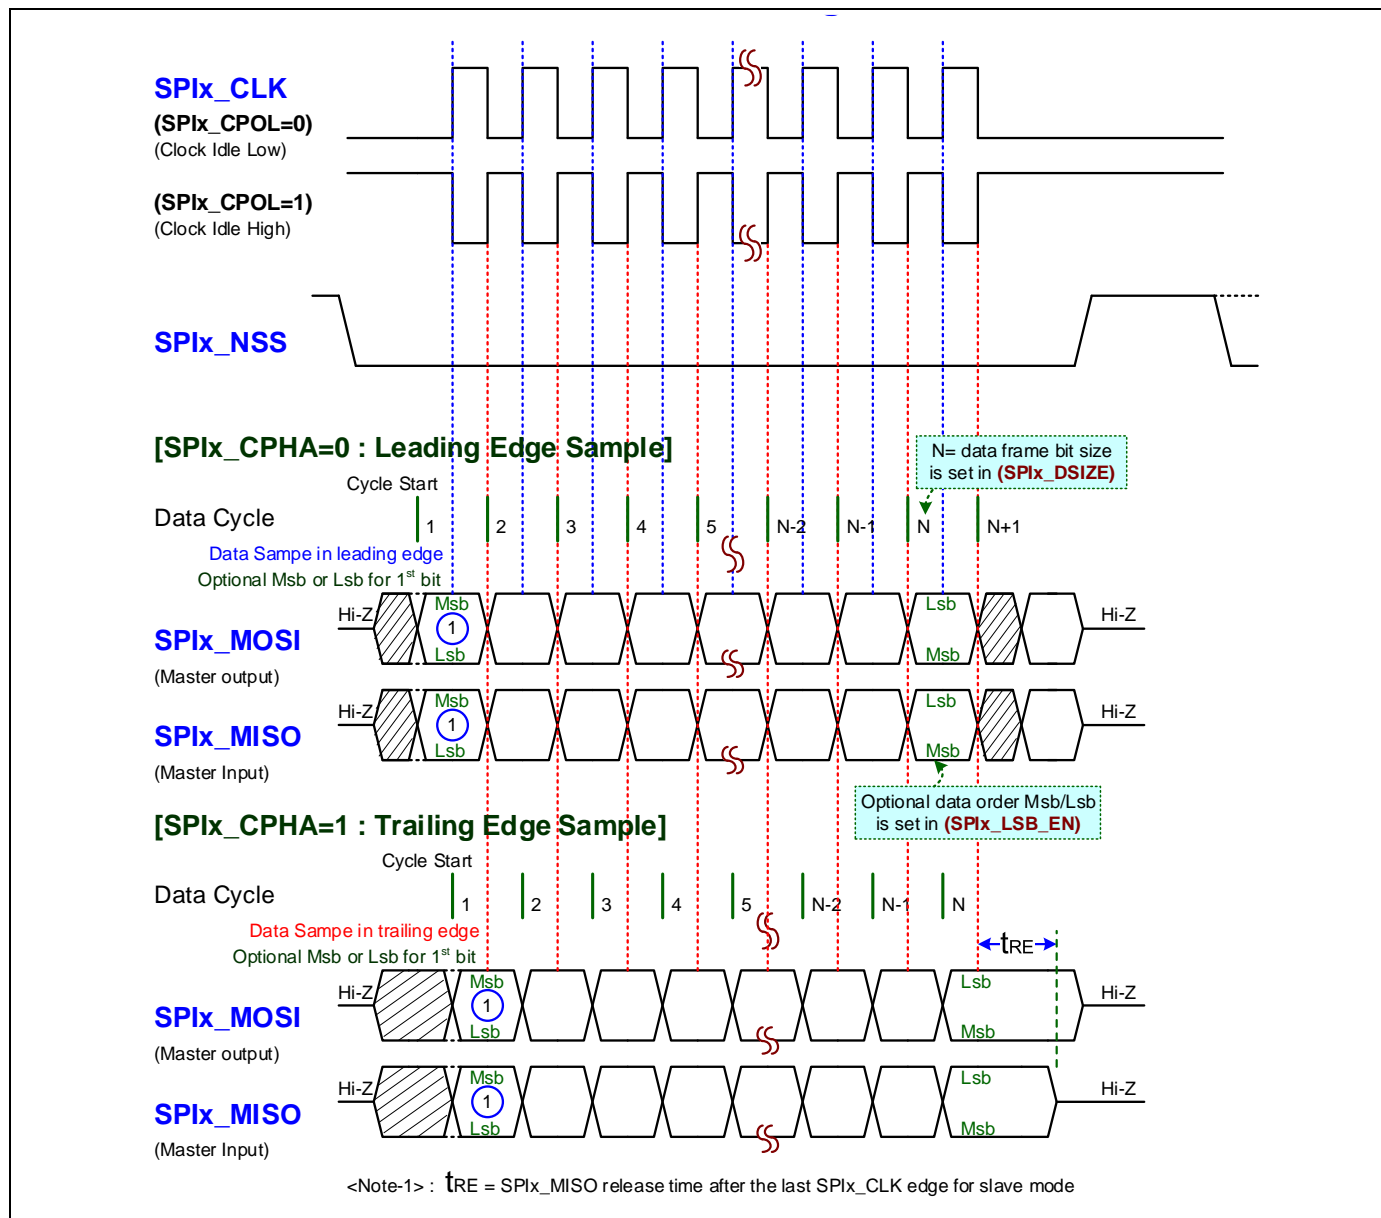 SPIx_CLK
(SPIx_CPOL=0)
(Clock Idle Low)
(SPIx_CPOL=1)
(Clock Idle High)
SPIx_NSS
[SPIx_CPHA=0 : Leading Edge Sample]
N= data frame bit size
is set in (SPIx_DSIZE)
Cycle Start
Data Cycle
1 2 3 4 5 N-2 N-1 N N+1
Data Sampe in leading edge
Optional Msb or Lsb for 1st bit
Hi-Z Msb Lsb Hi-Z
SPIx_MOSI 1
Lsb Msb
(Master output)
Hi-Z Msb Lsb Hi-Z
SPIx_MISO 1
Lsb Msb
(Master Input)
Optional data order Msb/Lsb
is set in (SPIx_LSB_EN)
[SPIx_CPHA=1 : Trailing Edge Sample]
Cycle Start
Data Cycle
1 2 3 4 5 N-2 N-1 N
Data Sampe in trailing edge
tRE
Optional Msb or Lsb for 1st bit
Hi-Z Msb Lsb Hi-Z
SPIx_MOSI 1
Lsb Msb
(Master output)
Hi-Z Msb Lsb Hi-Z
SPIx_MISO 1
Lsb Msb
(Master Input)
<Note-1> : tRE = SPIx_MISO release time after the last SPIx_CLK edge for slave mode